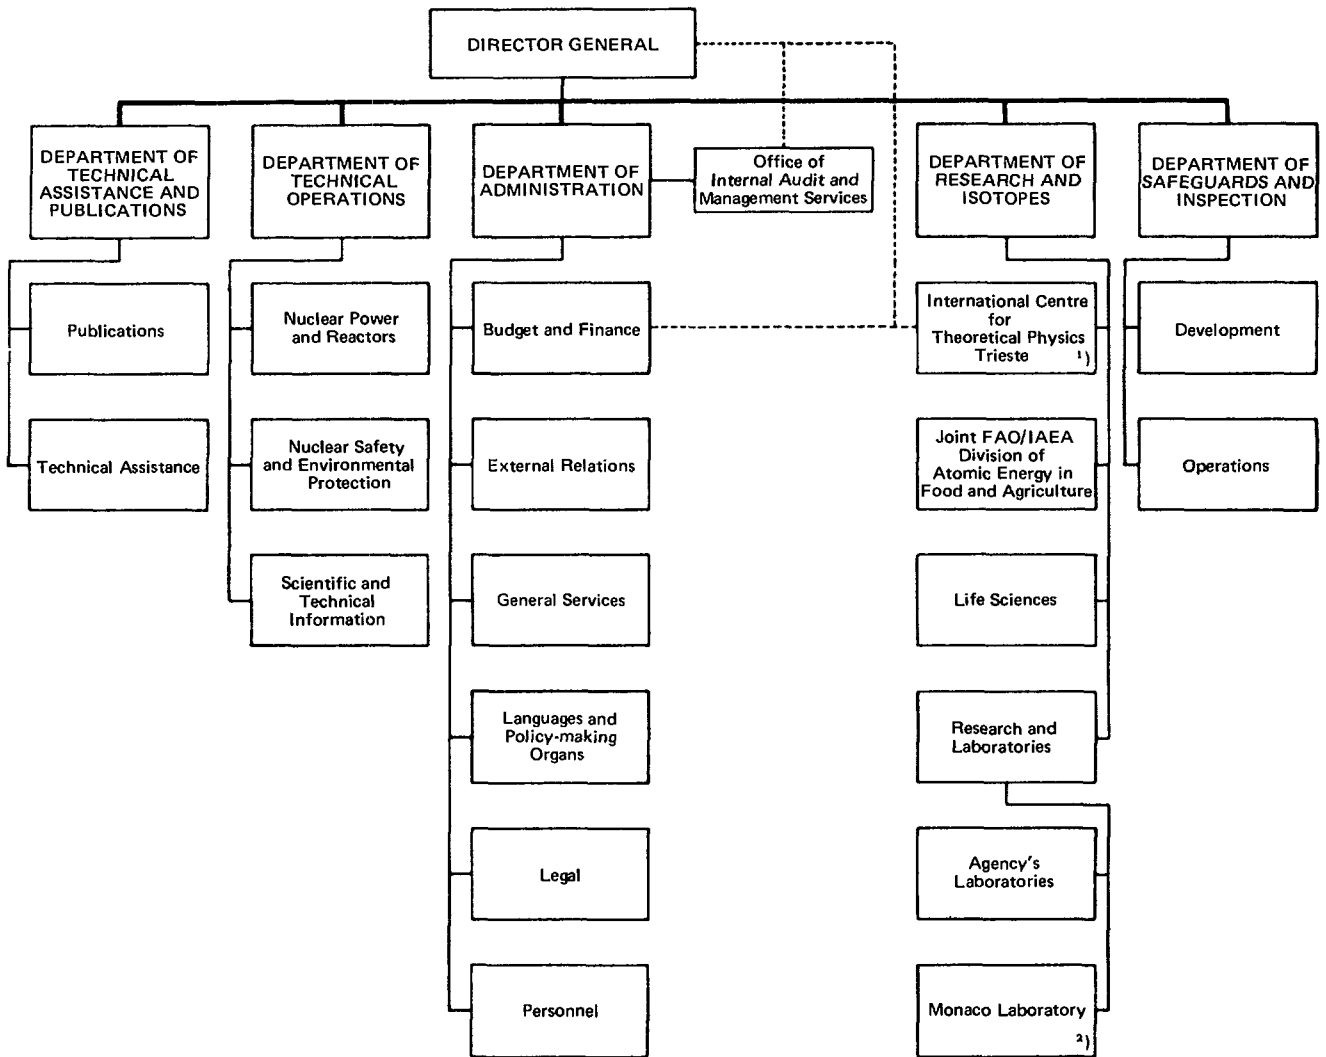 DIRECTOR GENERAL
DEPARTMENT OF
TECHNICAL
ASSISTANCE AND
PUBLICATIONS
DEPARTMENT OF
TECHNICAL
OPERATIONS
DEPARTMENT OF
ADMINISTRATION
Office of
Internal Audit and
Management Services
DEPARTMENT OF
RESEARCH AND
ISOTOPES
DEPARTMENT OF
SAFEGUARDS AND
INSPECTION
Publications
Nuclear Power
and Reactors
Budget and Finance
International Centre
for
Theoretical Physics
Trieste ¹)
Development
Technical Assistance
Nuclear Safety
and Environmental
Protection
External Relations
Joint FAO/IAEA
Division of
Atomic Energy in
Food and Agriculture
Operations
Scientific and
Technical
Information
General Services
Life Sciences
Languages and
Policy-making
Organs
Research and
Laboratories
Legal
Agency's
Laboratories
Personnel
Monaco Laboratory
²)